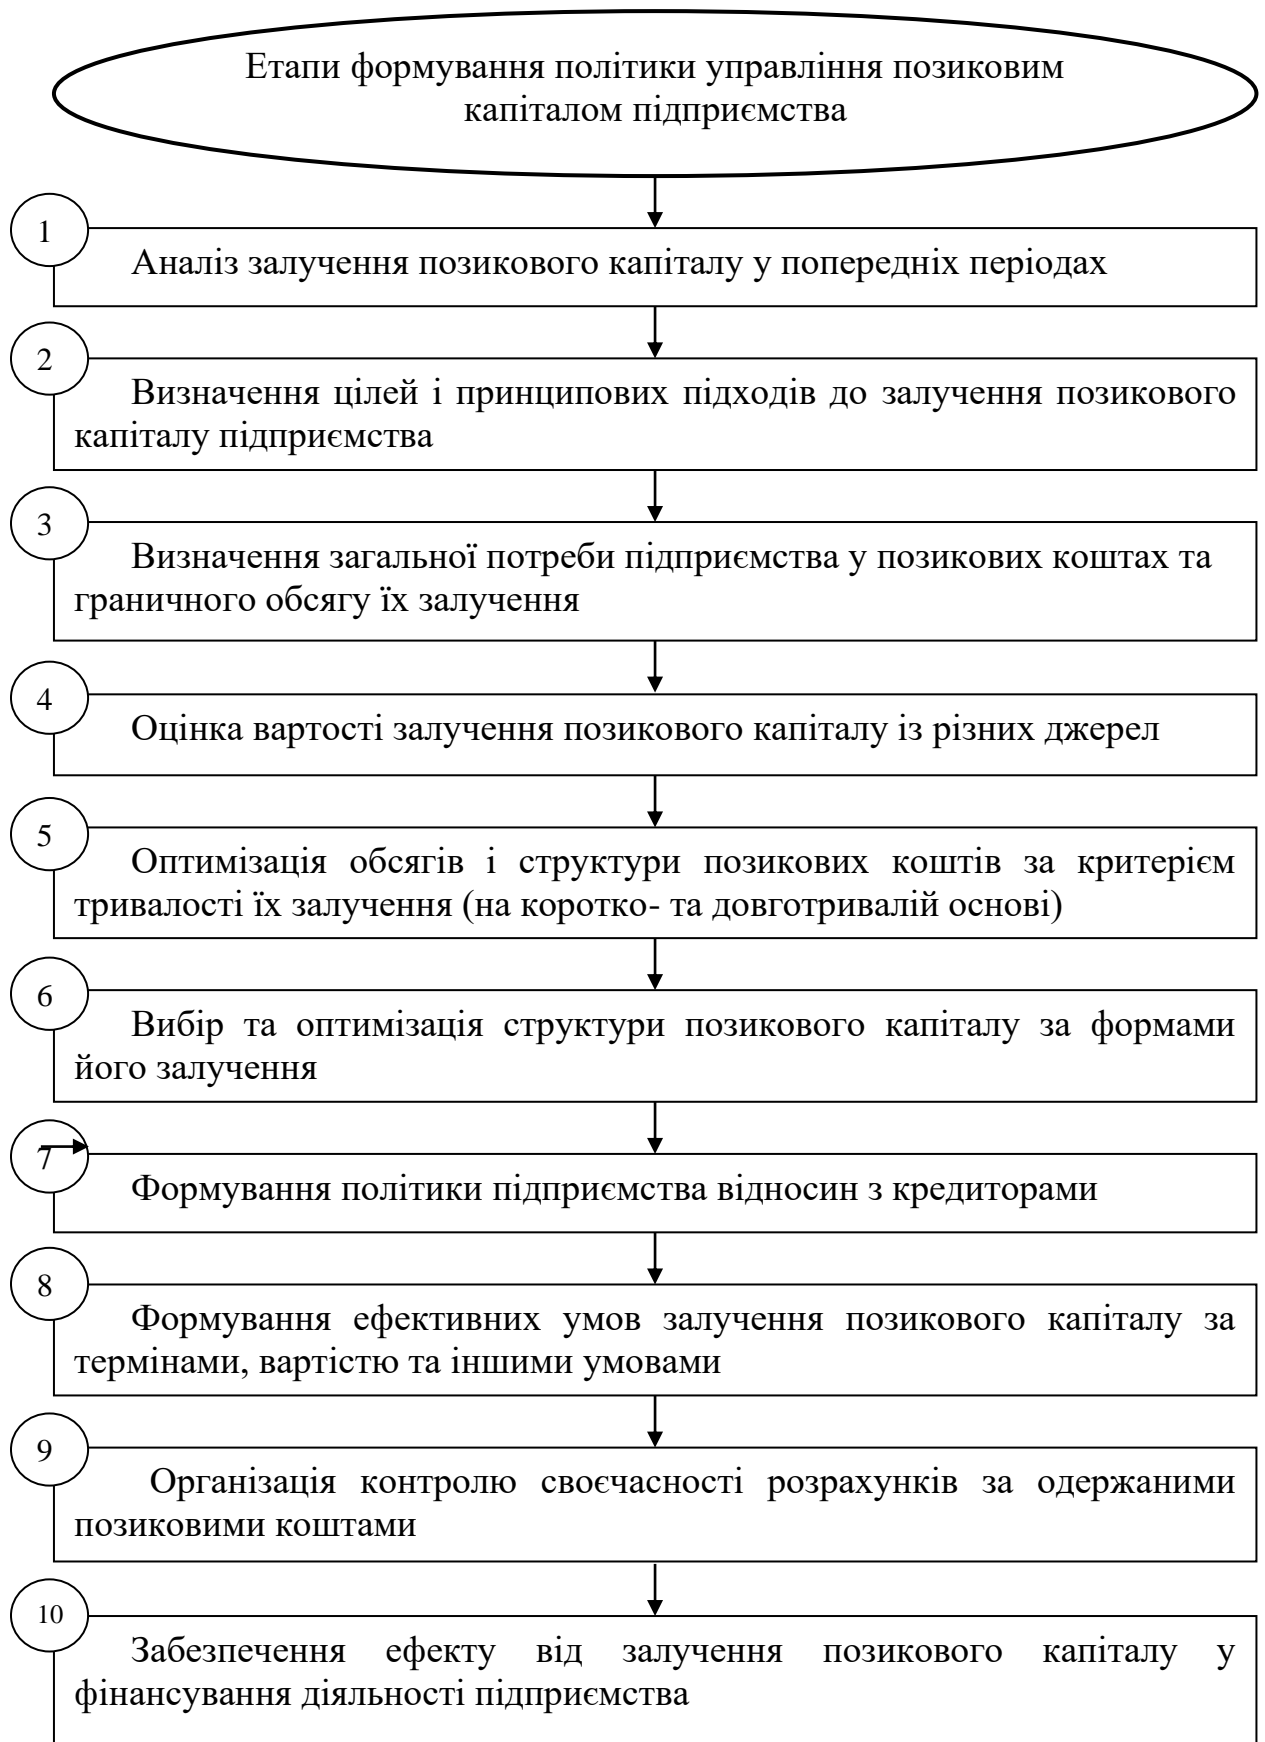 Етапи формування політики управління позиковим
капіталом підприємства
1
Аналіз залучення позикового капіталу у попередніх періодах
2
Визначення цілей і принципових підходів до залучення позикового
капіталу підприємства
3
Визначення загальної потреби підприємства у позикових коштах та
граничного обсягу їх залучення
4
Оцінка вартості залучення позикового капіталу із різних джерел
5
Оптимізація обсягів і структури позикових коштів за критерієм
тривалості їх залучення (на коротко- та довготривалій основі)
6
Вибір та оптимізація структури позикового капіталу за формами
його залучення
7
Формування політики підприємства відносин з кредиторами
8
Формування ефективних умов залучення позикового капіталу за
термінами, вартістю та іншими умовами
9
Організація контролю своєчасності розрахунків за одержаними
позиковими коштами
10
Забезпечення ефекту від залучення позикового капіталу у
фінансування діяльності підприємства